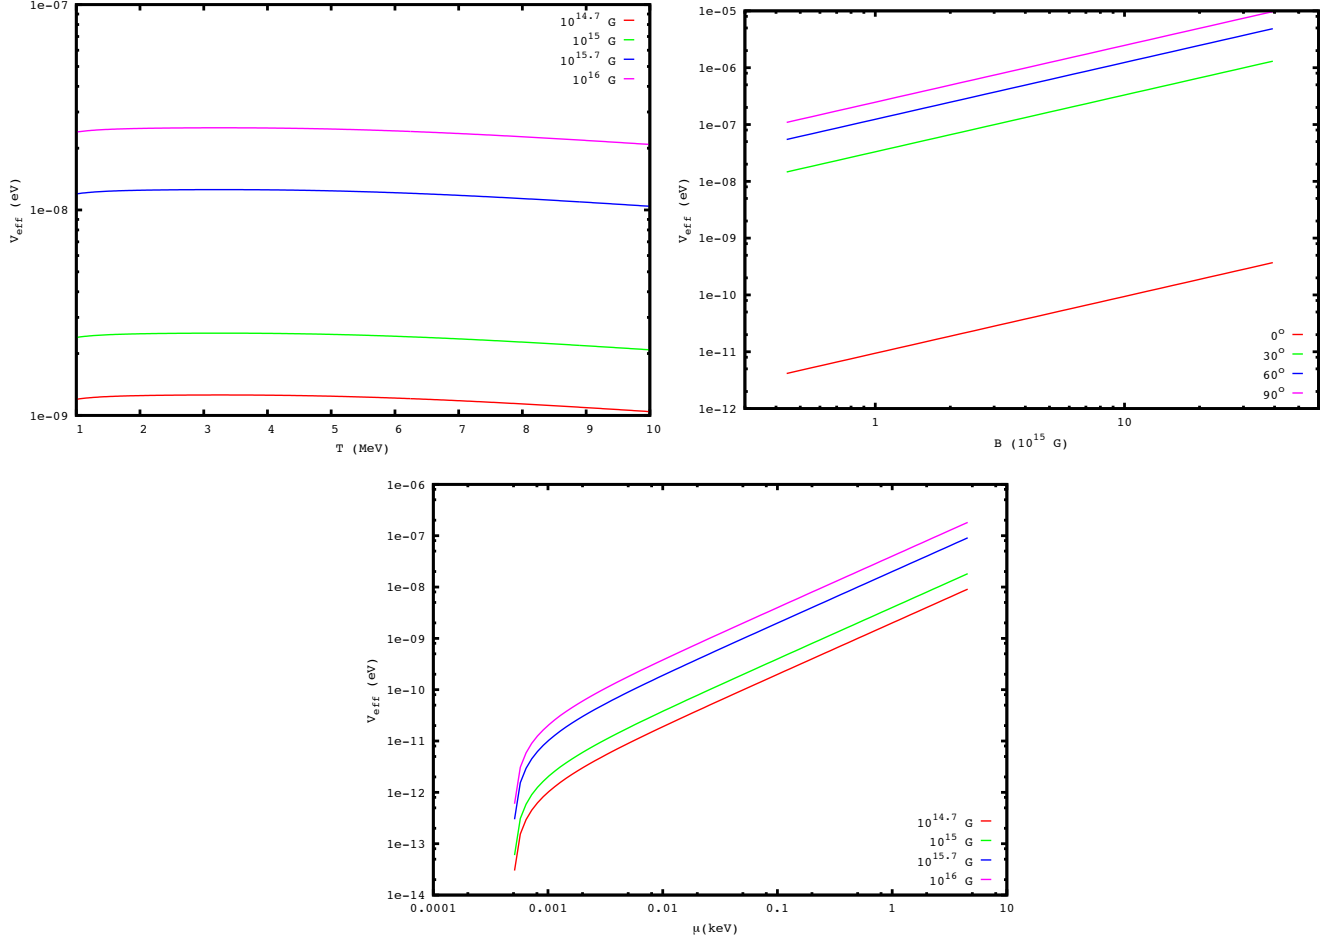 1e-07
1e-08
1e-09
V_eff (eV)
1 2 3 4 5 6 7 8 9 10
T (MeV)
10^14.7 G
10^15 G
10^15.7 G
10^16 G
1e-05
1e-06
1e-07
1e-08
1e-09
1e-10
1e-11
1e-12
V_eff (eV)
1 10
B (10^15 G)
0^o
30^o
60^o
90^o
1e-06
1e-07
1e-08
1e-09
1e-10
1e-11
1e-12
1e-13
1e-14
V_eff (eV)
0.0001 0.001 0.01 0.1 1 10
μ(keV)
10^14.7 G
10^15 G
10^15.7 G
10^16 G